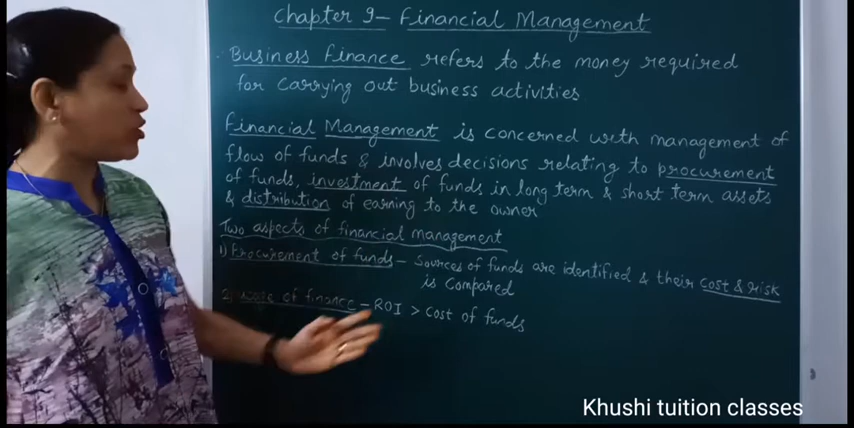 Chapter 9 – Financial Management
Business Finance refers to the money required
for carrying out business activities
Financial Management is concerned with management of
flow of funds & involves decisions relating to procurement
of funds, investment of funds in long term & short term assets
& distribution of earning to the owner
Two aspects of financial management
1) Procurement of funds – Sources of funds are identified & their cost & risk
is compared
2) of finance – ROI > Cost of funds
Khushi tuition classes